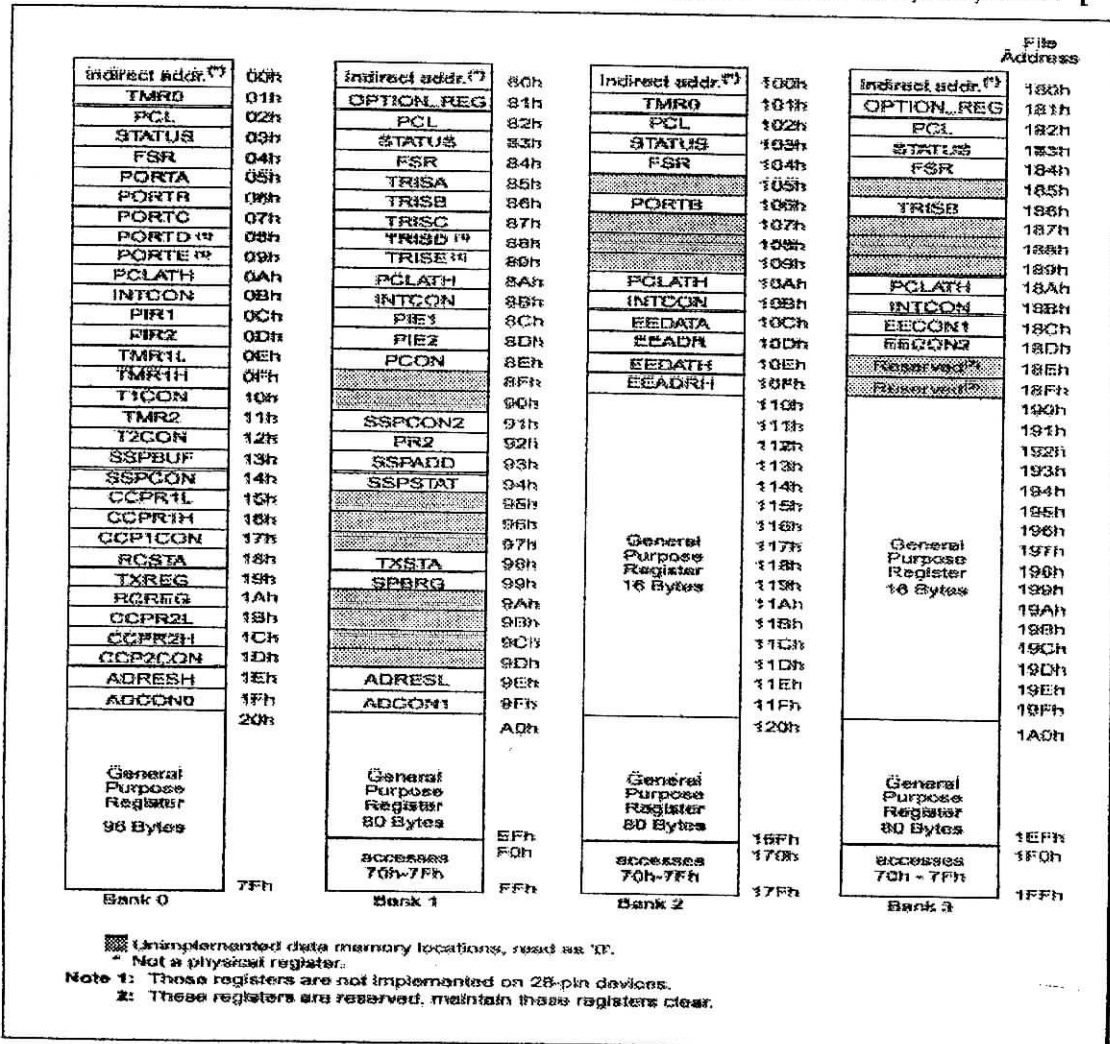 File
Address
Indirect addr.(*) 00h
TMR0 01h
PCL 02h
STATUS 03h
FSR 04h
PORTA 05h
PORTB 06h
PORTC 07h
PORTD (1) 08h
PORTE (1) 09h
PCLATH 0Ah
INTCON 0Bh
PIR1 0Ch
PIR2 0Dh
TMR1L 0Eh
TMR1H 0Fh
T1CON 10h
TMR2 11h
T2CON 12h
SSPBUF 13h
SSPCON 14h
CCPR1L 15h
CCPR1H 16h
CCP1CON 17h
RCSTA 18h
TXREG 19h
RCREG 1Ah
CCPR2L 1Bh
CCPR2H 1Ch
CCP2CON 1Dh
ADRESH 1Eh
ADCON0 1Fh
20h
General
Purpose
Register
96 Bytes
7Fh
Bank 0
Indirect addr.(*) 80h
OPTION_REG 81h
PCL 82h
STATUS 83h
FSR 84h
TRISA 85h
TRISB 86h
TRISC 87h
TRISD (1) 88h
TRISE (1) 89h
PCLATH 8Ah
INTCON 8Bh
PIE1 8Ch
PIE2 8Dh
PCON 8Eh
8Fh
90h
SSPCON2 91h
PR2 92h
SSPADD 93h
SSPSTAT 94h
95h
96h
97h
TXSTA 98h
SPBRG 99h
9Ah
9Bh
9Ch
9Dh
ADRESL 9Eh
ADCON1 9Fh
A0h
General
Purpose
Register
80 Bytes
EFh
accesses F0h
70h-7Fh
FFh
Bank 1
Indirect addr.(*) 100h
TMR0 101h
PCL 102h
STATUS 103h
FSR 104h
105h
PORTB 106h
107h
108h
109h
PCLATH 10Ah
INTCON 10Bh
EEDATA 10Ch
EEADR 10Dh
EEDATH 10Eh
EEADRH 10Fh
110h
111h
112h
113h
114h
115h
116h
General 117h
Purpose 118h
Register
16 Bytes 119h
11Ah
11Bh
11Ch
11Dh
11Eh
11Fh
120h
General
Purpose
Register
80 Bytes
16Fh
accesses 170h
70h-7Fh
17Fh
Bank 2
Indirect addr.(*) 180h
OPTION_REG 181h
PCL 182h
STATUS 183h
FSR 184h
185h
TRISB 186h
187h
188h
189h
PCLATH 18Ah
INTCON 18Bh
EECON1 18Ch
EECON2 18Dh
Reserved(2) 18Eh
Reserved(2) 18Fh
190h
191h
192h
193h
194h
195h
196h
General 197h
Purpose
Register 198h
16 Bytes 199h
19Ah
19Bh
19Ch
19Dh
19Eh
19Fh
1A0h
General
Purpose
Register
80 Bytes
1EFh
accesses 1F0h
70h - 7Fh
1FFh
Bank 3
Unimplemented data memory locations, read as '0'.
* Not a physical register.
Note 1: These registers are not implemented on 28-pin devices.
2: These registers are reserved, maintain these registers clear.